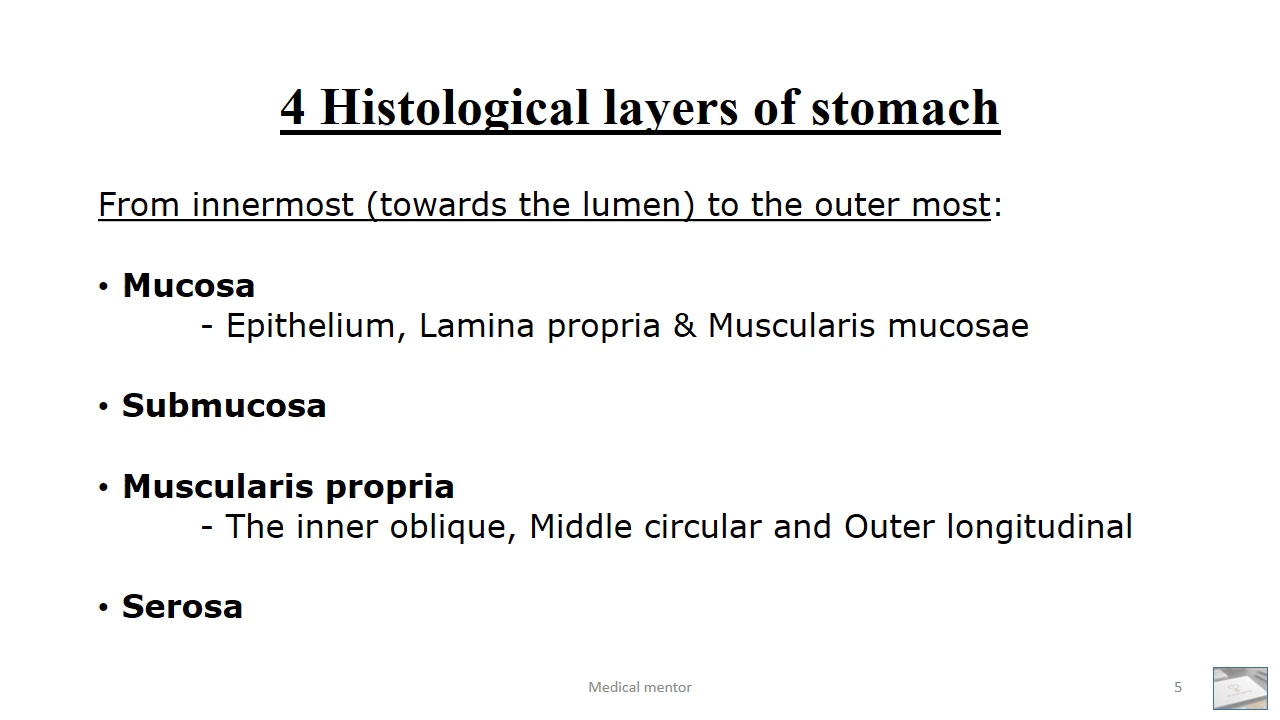 4 Histological layers of stomach
From innermost (towards the lumen) to the outer most:
• Mucosa
- Epithelium, Lamina propria & Muscularis mucosae
• Submucosa
• Muscularis propria
- The inner oblique, Middle circular and Outer longitudinal
• Serosa
Medical mentor
5